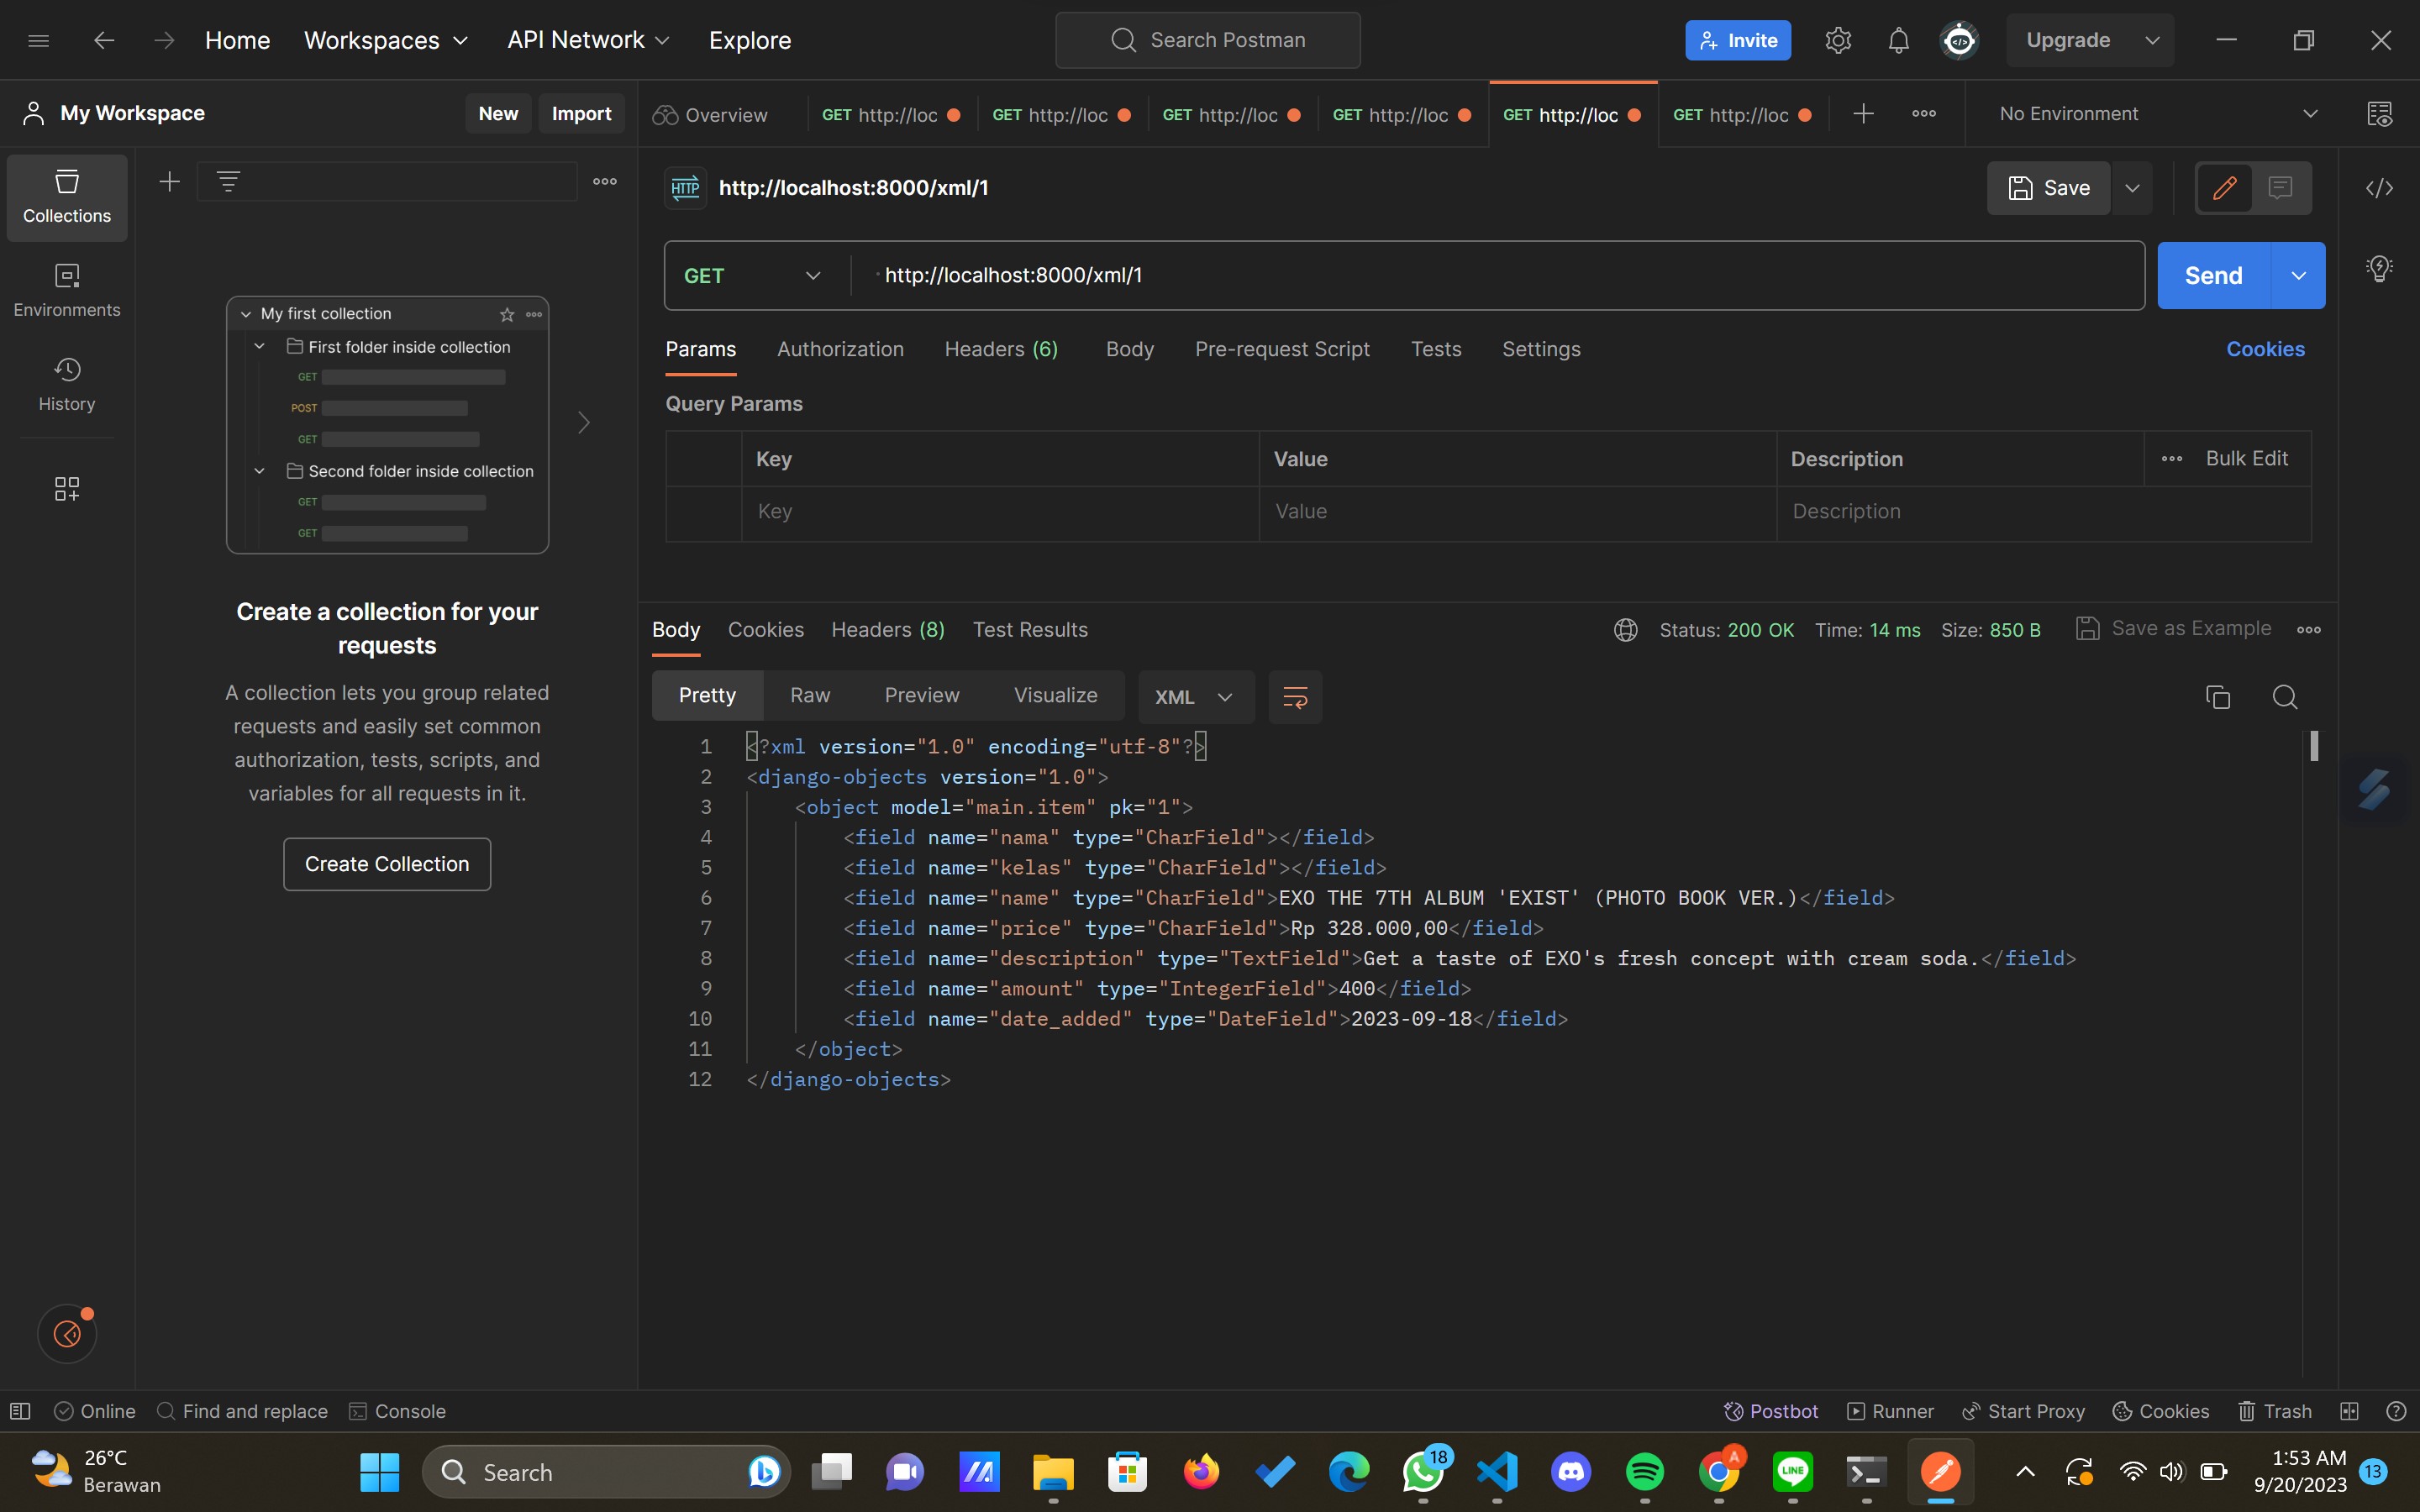 Home Workspaces API Network Explore Search Postman Invite Upgrade
My Workspace New Import Overview GET http://loc GET http://loc GET http://loc GET http://loc GET http://loc GET http://loc No Environment
Collections
Environments
History
My first collection
First folder inside collection
GET
POST
GET
Second folder inside collection
GET
GET
Create a collection for your
requests
A collection lets you group related
requests and easily set common
authorization, tests, scripts, and
variables for all requests in it.
Create Collection
HTTP http://localhost:8000/xml/1 Save
GET http://localhost:8000/xml/1 Send
Params Authorization Headers (6) Body Pre-request Script Tests Settings Cookies
Query Params
Key Value Description Bulk Edit
Key Value Description
Body Cookies Headers (8) Test Results Status: 200 OK Time: 14 ms Size: 850 B Save as Example
Pretty Raw Preview Visualize XML
1 <?xml version="1.0" encoding="utf-8"?>
2 <django-objects version="1.0">
3 <object model="main.item" pk="1">
4 <field name="nama" type="CharField"></field>
5 <field name="kelas" type="CharField"></field>
6 <field name="name" type="CharField">EXO THE 7TH ALBUM 'EXIST' (PHOTO BOOK VER.)</field>
7 <field name="price" type="CharField">Rp 328.000,00</field>
8 <field name="description" type="TextField">Get a taste of EXO's fresh concept with cream soda.</field>
9 <field name="amount" type="IntegerField">400</field>
10 <field name="date_added" type="DateField">2023-09-18</field>
11 </object>
12 </django-objects>
Online Find and replace Console Postbot Runner Start Proxy Cookies Trash
26°C
Berawan
Search
18
A
LINE
1:53 AM
9/20/2023
13